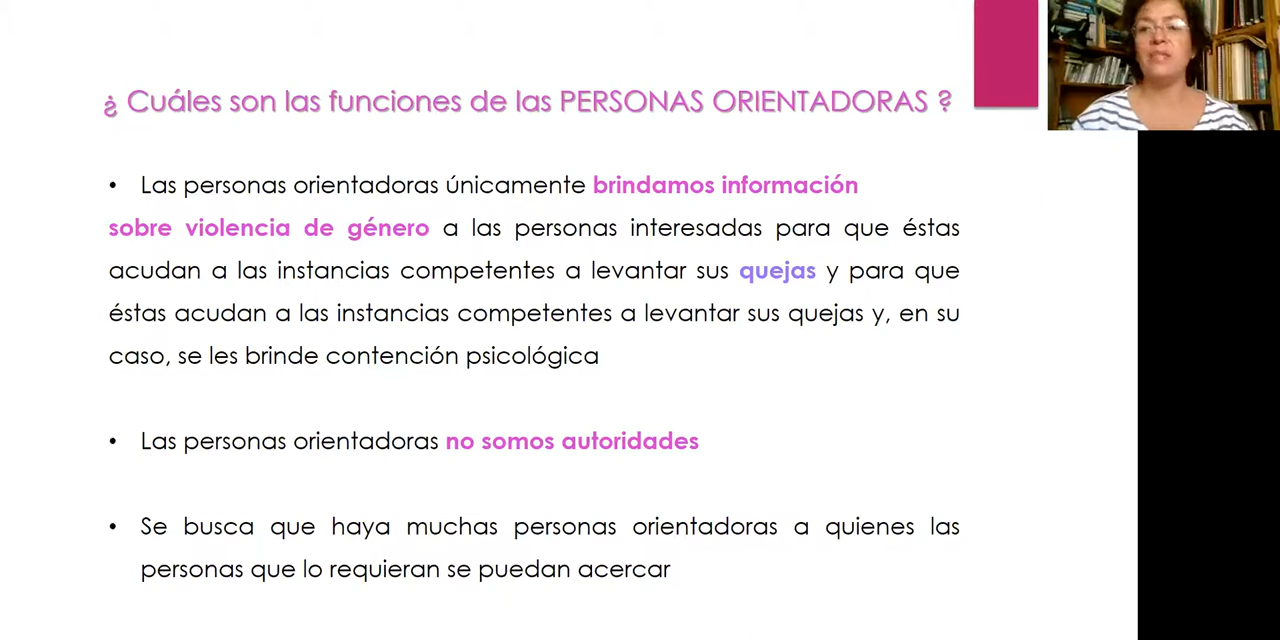 ¿ Cuáles son las funciones de las PERSONAS ORIENTADORAS ?
• Las personas orientadoras únicamente brindamos información
sobre violencia de género a las personas interesadas para que éstas
acudan a las instancias competentes a levantar sus quejas y para que
éstas acudan a las instancias competentes a levantar sus quejas y, en su
caso, se les brinde contención psicológica
• Las personas orientadoras no somos autoridades
• Se busca que haya muchas personas orientadoras a quienes las
personas que lo requieran se puedan acercar